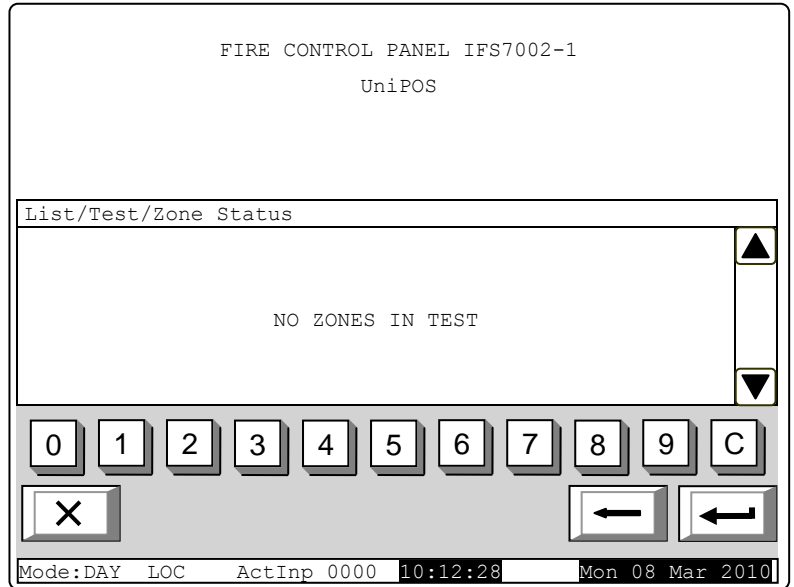 FIRE CONTROL PANEL IFS7002-1
UniPOS
List/Test/Zone Status
NO ZONES IN TEST
0 1 2 3 4 5 6 7 8 9 C
Mode:DAY LOC ActInp 0000 10:12:28 Mon 08 Mar 2010